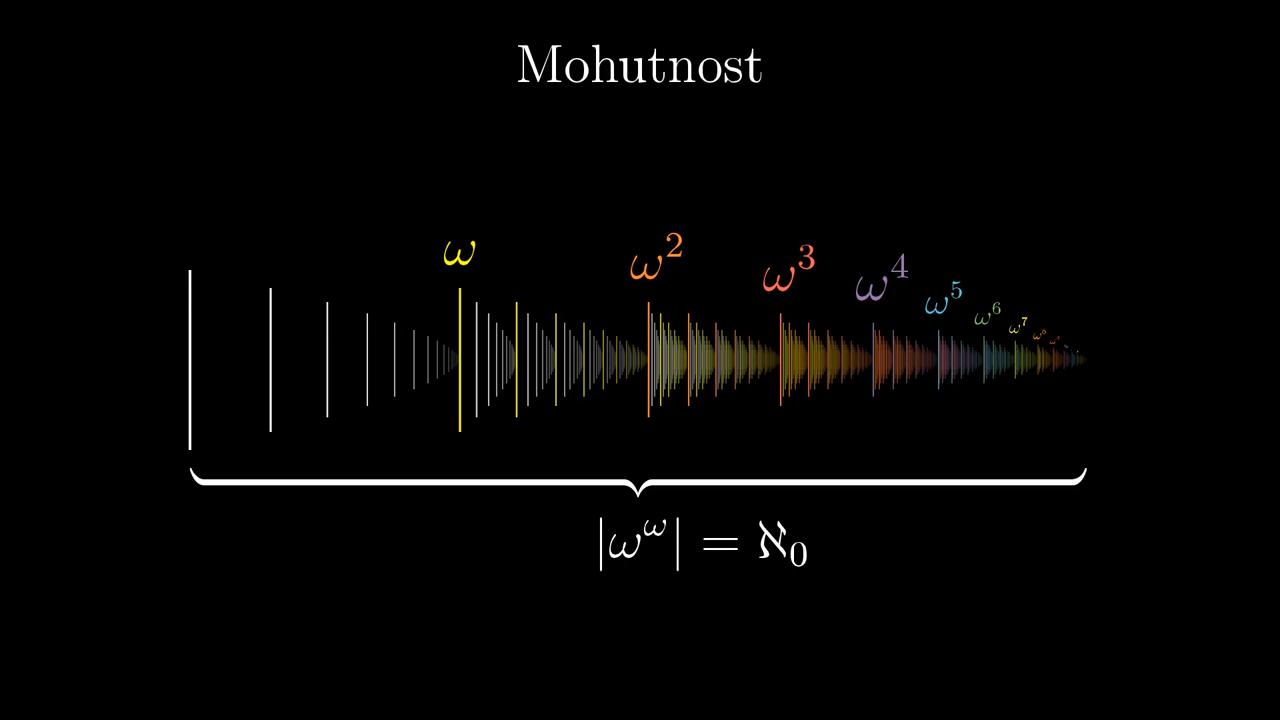 Mohutnost
ω ω² ω³ ω⁴ ω⁵ ω⁶ ω⁷
|ω^ω| = ℵ₀